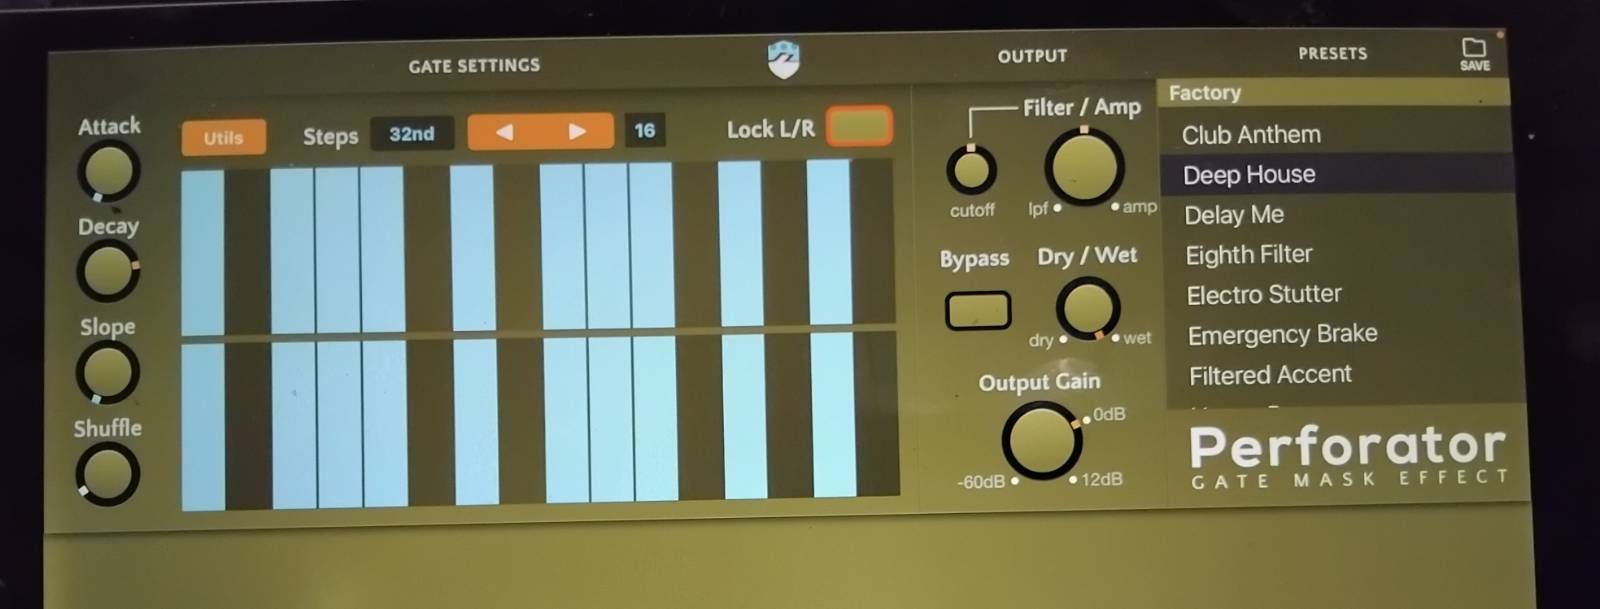 GATE SETTINGS
OUTPUT
PRESETS
SAVE
Attack
Decay
Slope
Shuffle
Utils
Steps
32nd
16
Lock L/R
Filter / Amp
cutoff
lpf
amp
Bypass
Dry / Wet
dry
wet
Output Gain
0dB
-60dB
12dB
Factory
Club Anthem
Deep House
Delay Me
Eighth Filter
Electro Stutter
Emergency Brake
Filtered Accent
Perforator
GATE MASK EFFECT